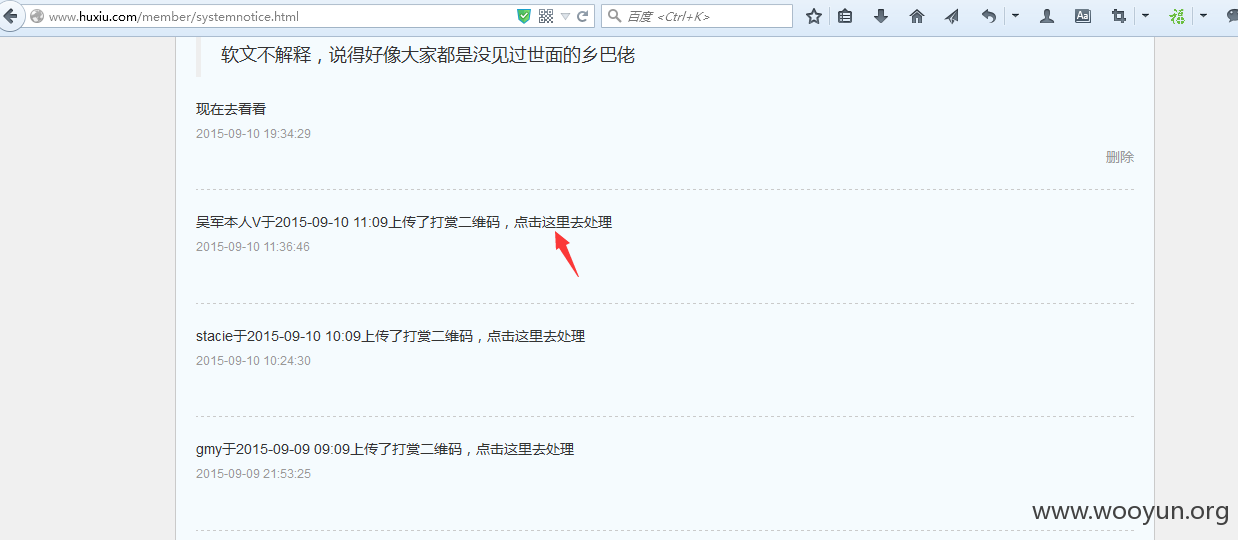 www.huxiu.com/member/systemnotice.html
百度 <Ctrl+K>
Aa
软文不解释，说得好像大家都是没见过世面的乡巴佬
现在去看看
2015-09-10 19:34:29
删除
吴军本人V于2015-09-10 11:09上传了打赏二维码，点击这里去处理
2015-09-10 11:36:46
stacie于2015-09-10 10:09上传了打赏二维码，点击这里去处理
2015-09-10 10:24:30
gmy于2015-09-09 09:09上传了打赏二维码，点击这里去处理
2015-09-09 21:53:25
www.wooyun.org